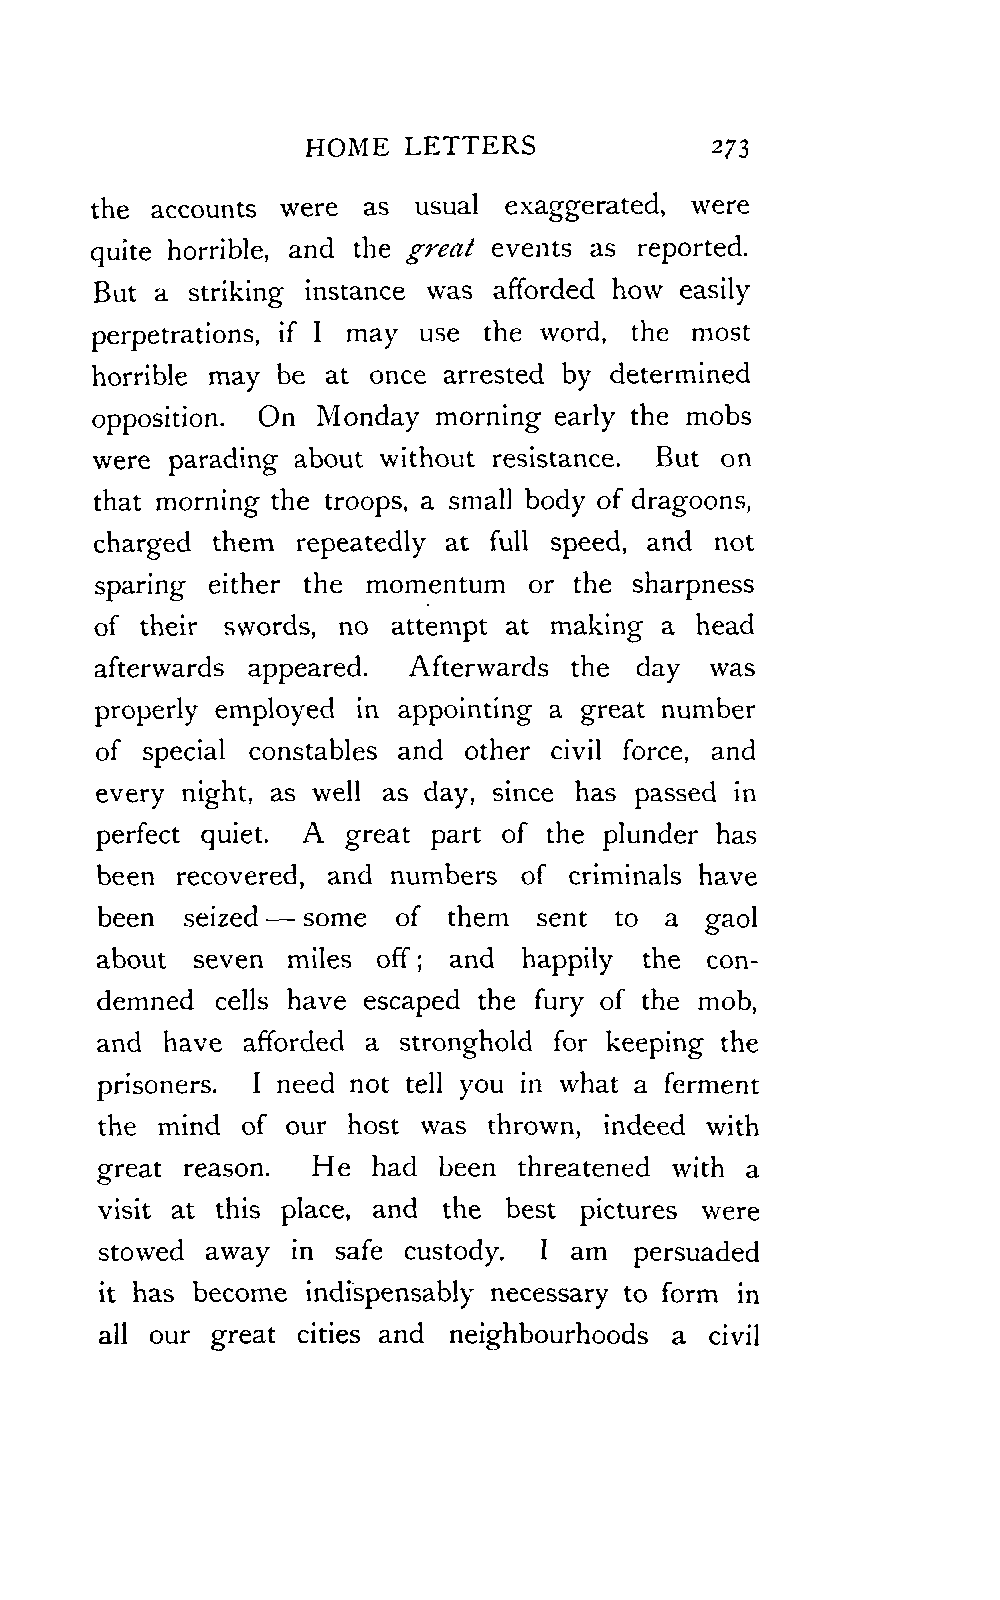 HOME LETTERS 273
the accounts were as usual exaggerated, were
quite horrible, and the great events as reported.
But a striking instance was afforded how easily
perpetrations, if I may use the word, the most
horrible may be at once arrested by determined
opposition. On Monday morning early the mobs
were parading about without resistance. But on
that morning the troops, a small body of dragoons,
charged them repeatedly at full speed, and not
sparing either the momentum or the sharpness
of their swords, no attempt at making a head
afterwards appeared. Afterwards the day was
properly employed in appointing a great number
of special constables and other civil force, and
every night, as well as day, since has passed in
perfect quiet. A great part of the plunder has
been recovered, and numbers of criminals have
been seized — some of them sent to a gaol
about seven miles off; and happily the con-
demned cells have escaped the fury of the mob,
and have afforded a stronghold for keeping the
prisoners. I need not tell you in what a ferment
the mind of our host was thrown, indeed with
great reason. He had been threatened with a
visit at this place, and the best pictures were
stowed away in safe custody. I am persuaded
it has become indispensably necessary to form in
all our great cities and neighbourhoods a civil